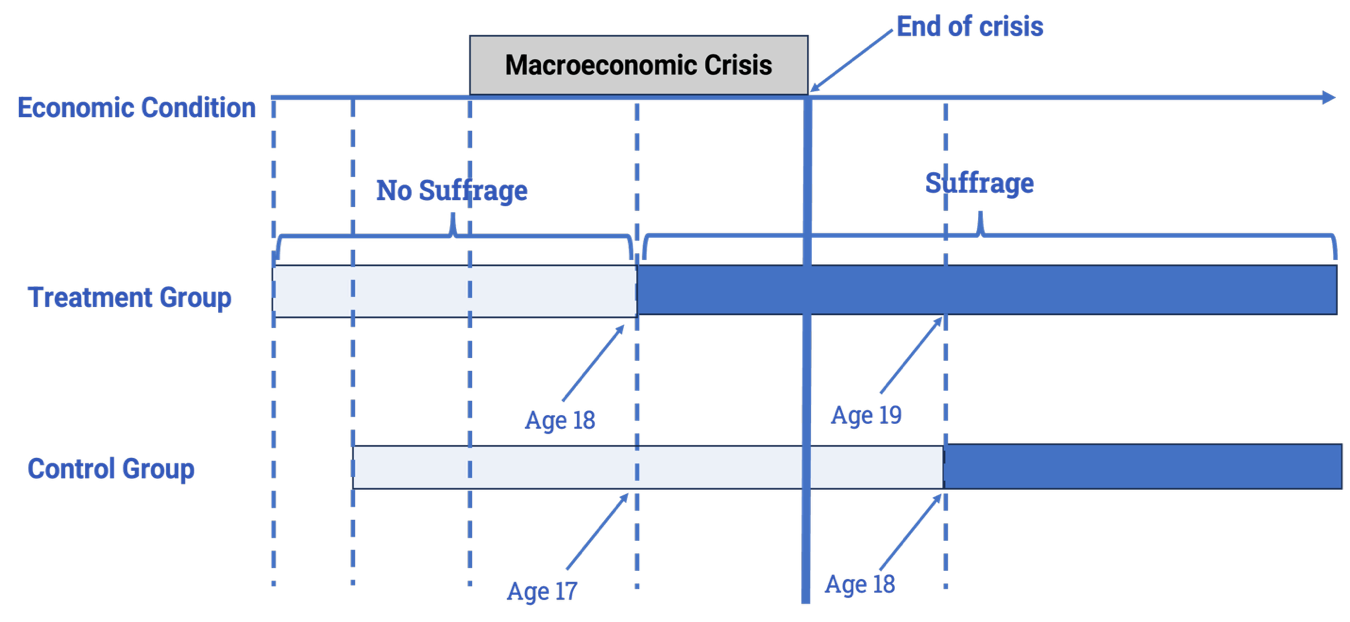 End of crisis
Macroeconomic Crisis
Economic Condition
No Suffrage
Suffrage
Treatment Group
Age 18
Age 19
Control Group
Age 17
Age 18